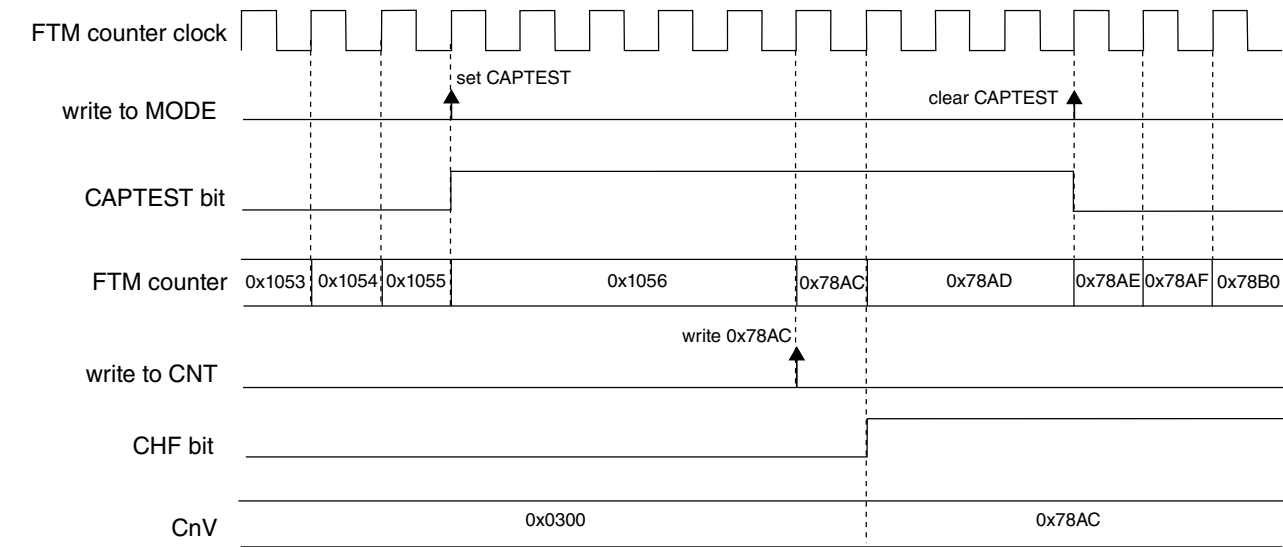 FTM counter clock
set CAPTEST
write to MODE
clear CAPTEST
CAPTEST bit
FTM counter 0x1053 0x1054 0x1055 0x1056 0x78AC 0x78AD 0x78AE 0x78AF 0x78B0
write 0x78AC
write to CNT
CHF bit
CnV 0x0300 0x78AC